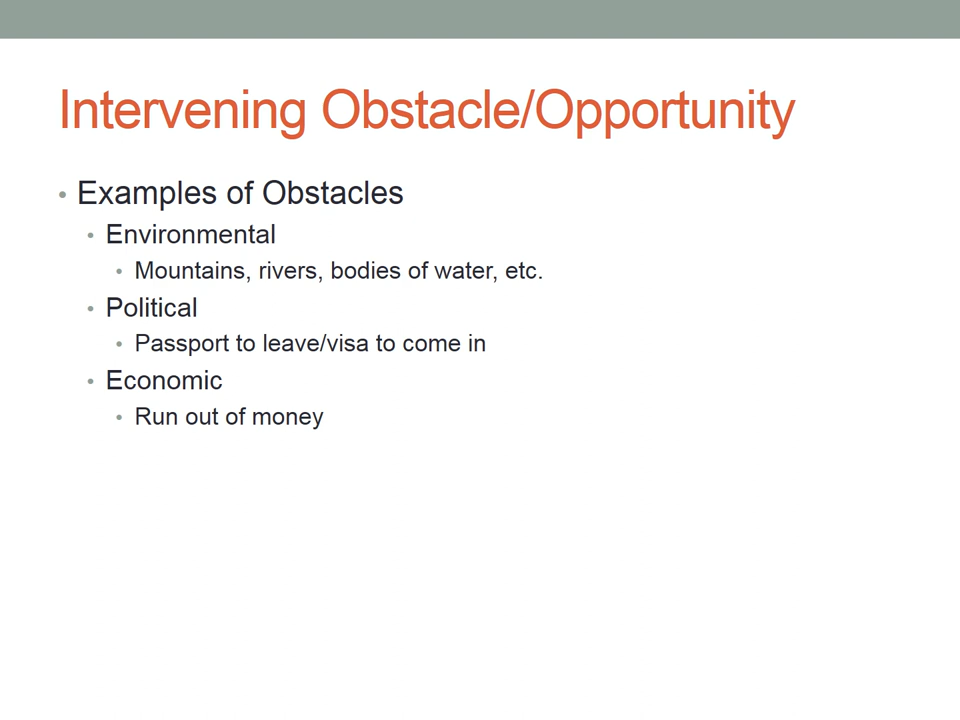 Intervening Obstacle/Opportunity
• Examples of Obstacles
• Environmental
• Mountains, rivers, bodies of water, etc.
• Political
• Passport to leave/visa to come in
• Economic
• Run out of money